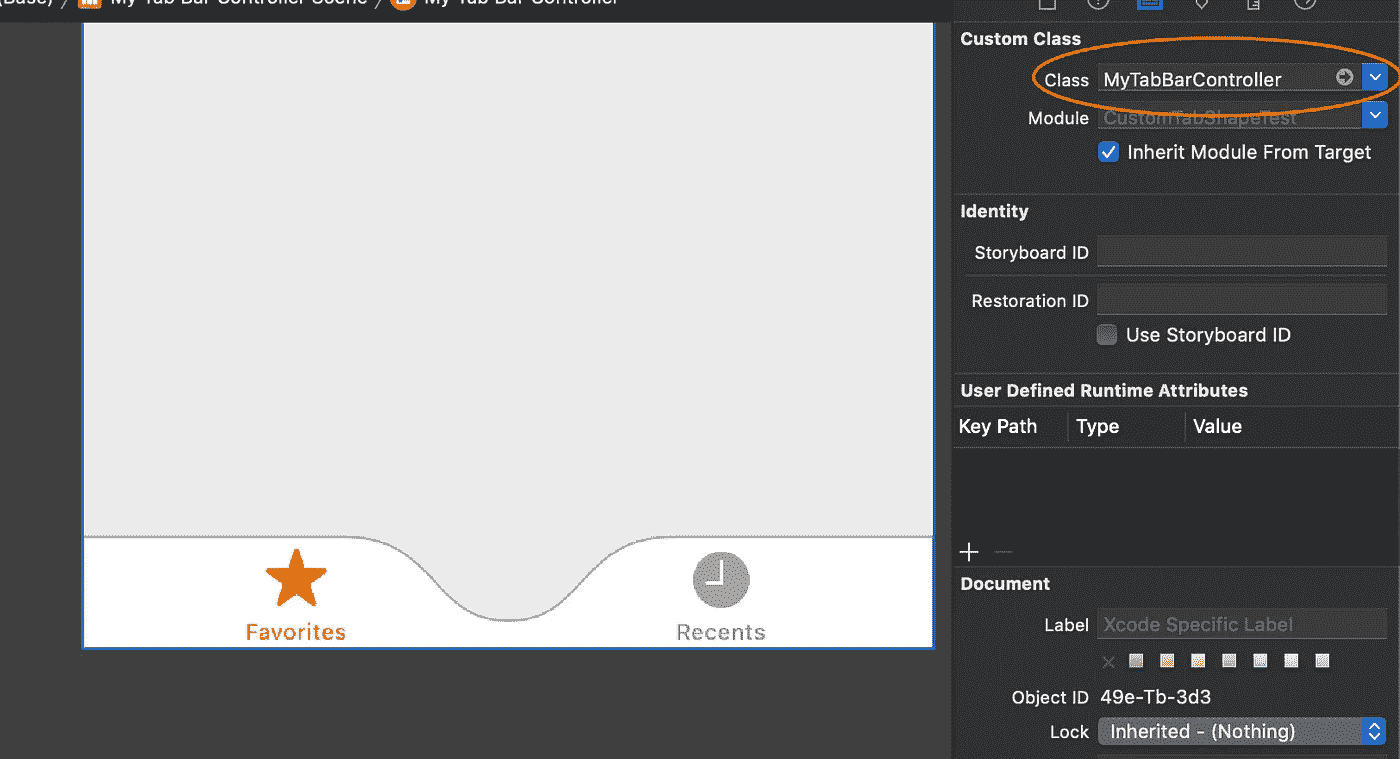 (Base) / My Tab Bar Controller Scene / My Tab Bar Controller
Custom Class
Class MyTabBarController
Module CustomTabShapeTest
Inherit Module From Target
Identity
Storyboard ID
Restoration ID
Use Storyboard ID
User Defined Runtime Attributes
Key Path Type Value
Favorites Recents
Document
Label Xcode Specific Label
Object ID 49e-Tb-3d3
Lock Inherited - (Nothing)